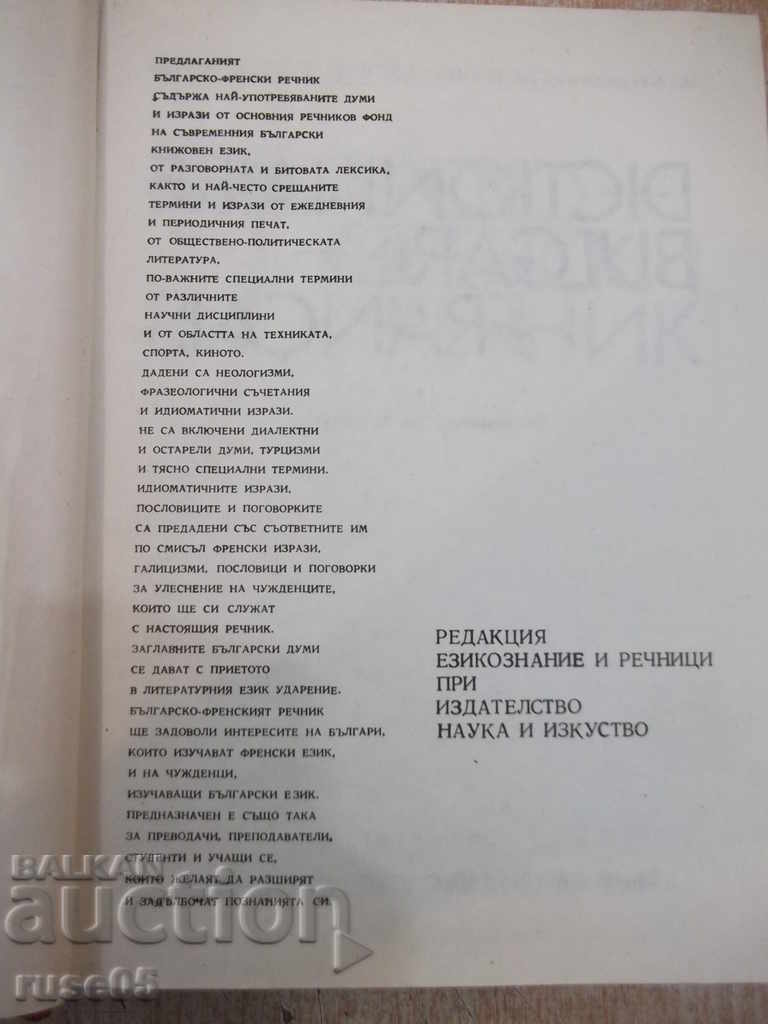 ПРЕДЛАГАНИЯТ
БЪЛГАРСКО-ФРЕНСКИ РЕЧНИК
СЪДЪРЖА НАЙ-УПОТРЕБЯВАНИТЕ ДУМИ
И ИЗРАЗИ ОТ ОСНОВНИЯ РЕЧНИКОВ ФОНД
НА СЪВРЕМЕННИЯ БЪЛГАРСКИ
КНИЖОВЕН ЕЗИК,
ОТ РАЗГОВОРНАТА И БИТОВАТА ЛЕКСИКА,
КАКТО И НАЙ-ЧЕСТО СРЕЩАНИТЕ
ТЕРМИНИ И ИЗРАЗИ ОТ ЕЖЕДНЕВНИЯ
И ПЕРИОДИЧНИЯ ПЕЧАТ,
ОТ ОБЩЕСТВЕНО-ПОЛИТИЧЕСКАТА
ЛИТЕРАТУРА,
ПО-ВАЖНИТЕ СПЕЦИАЛНИ ТЕРМИНИ
ОТ РАЗЛИЧНИТЕ
НАУЧНИ ДИСЦИПЛИНИ
И ОТ ОБЛАСТТА НА ТЕХНИКАТА,
СПОРТА, КИНОТО.
ДАДЕНИ СА НЕОЛОГИЗМИ,
ФРАЗЕОЛОГИЧНИ СЪЧЕТАНИЯ
И ИДИОМАТИЧНИ ИЗРАЗИ.
НЕ СА ВКЛЮЧЕНИ ДИАЛЕКТНИ
И ОСТАРЕЛИ ДУМИ, ТУРЦИЗМИ
И ТЯСНО СПЕЦИАЛНИ ТЕРМИНИ.
ИДИОМАТИЧНИТЕ ИЗРАЗИ,
ПОСЛОВИЦИТЕ И ПОГОВОРКИТЕ
СА ПРЕДАДЕНИ СЪС СЪОТВЕТНИТЕ ИМ
ПО СМИСЪЛ ФРЕНСКИ ИЗРАЗИ,
ГАЛИЦИЗМИ, ПОСЛОВИЦИ И ПОГОВОРКИ
ЗА УЛЕСНЕНИЕ НА ЧУЖДЕНЦИТЕ,
КОИТО ЩЕ СИ СЛУЖАТ
С НАСТОЯЩИЯ РЕЧНИК.
ЗАГЛАВНИТЕ БЪЛГАРСКИ ДУМИ
СЕ ДАВАТ С ПРИЕТОТО
В ЛИТЕРАТУРНИЯ ЕЗИК УДАРЕНИЕ.
БЪЛГАРСКО-ФРЕНСКИЯТ РЕЧНИК
ЩЕ ЗАДОВОЛИ ИНТЕРЕСИТЕ НА БЪЛГАРИ,
КОИТО ИЗУЧАВАТ ФРЕНСКИ ЕЗИК,
И НА ЧУЖДЕНЦИ,
ИЗУЧАВАЩИ БЪЛГАРСКИ ЕЗИК.
ПРЕДНАЗНАЧЕН Е СЪЩО ТАКА
ЗА ПРЕВОДАЧИ, ПРЕПОДАВАТЕЛИ,
СТУДЕНТИ И УЧАЩИ СЕ,
КОИТО ЖЕЛАЯТ ДА РАЗШИРЯТ
И ЗАДЪЛБОЧАТ ПОЗНАНИЯТА СИ.
РЕДАКЦИЯ
ЕЗИКОЗНАНИЕ И РЕЧНИЦИ
ПРИ
ИЗДАТЕЛСТВО
НАУКА И ИЗКУСТВО
BALKAN
auction
ruse05